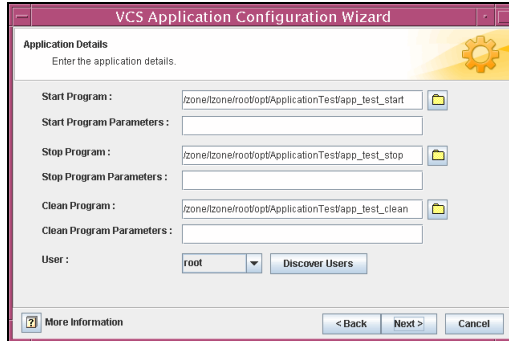 VCS Application Configuration Wizard
Application Details
Enter the application details.
Start Program :
/zone/lzone/root/opt/ApplicationTest/app_test_start
Start Program Parameters :
Stop Program :
/zone/lzone/root/opt/ApplicationTest/app_test_stop
Stop Program Parameters :
Clean Program :
/zone/lzone/root/opt/ApplicationTest/app_test_clean
Clean Program Parameters :
User :
root
Discover Users
? More Information
< Back
Next >
Cancel